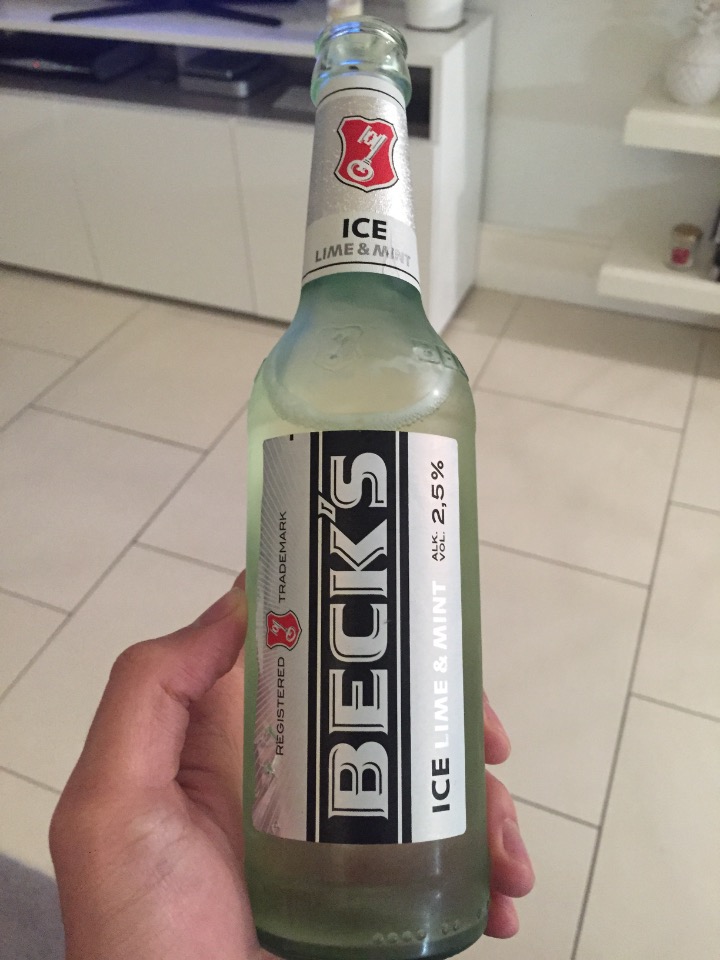 ICE
LIME & MINT
REGISTERED TRADEMARK
BECK'S
ICE LIME & MINT
ALK. VOL. 2,5%